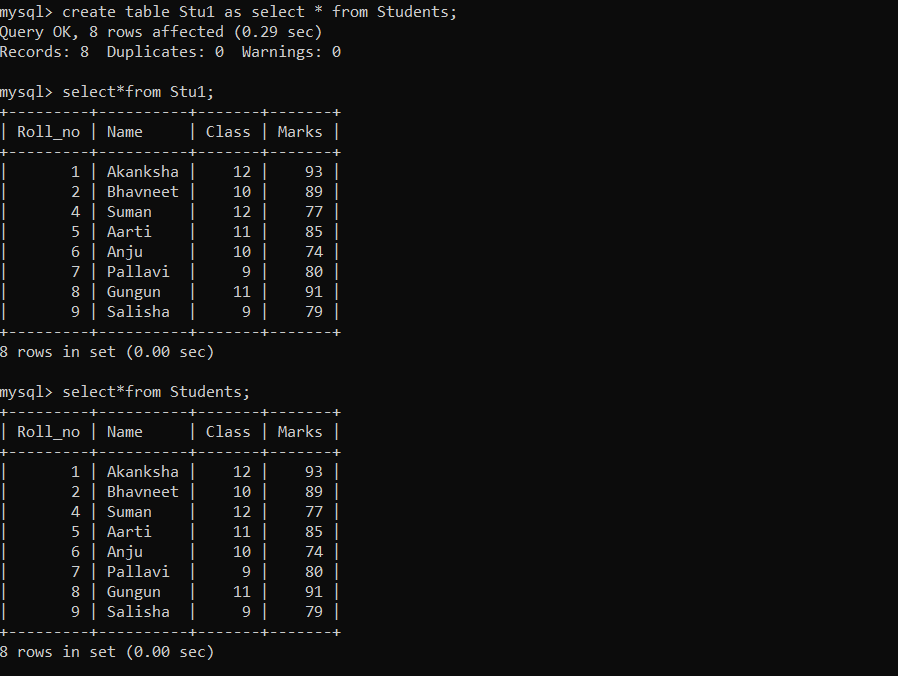 mysql> create table Stu1 as select * from Students;
Query OK, 8 rows affected (0.29 sec)
Records: 8  Duplicates: 0  Warnings: 0
mysql> select*from Stu1;
+---------+----------+-------+-------+
| Roll_no | Name     | Class | Marks |
+---------+----------+-------+-------+
|       1 | Akanksha |    12 |    93 |
|       2 | Bhavneet |    10 |    89 |
|       4 | Suman    |    12 |    77 |
|       5 | Aarti    |    11 |    85 |
|       6 | Anju     |    10 |    74 |
|       7 | Pallavi  |     9 |    80 |
|       8 | Gungun   |    11 |    91 |
|       9 | Salisha  |     9 |    79 |
+---------+----------+-------+-------+
8 rows in set (0.00 sec)
mysql> select*from Students;
+---------+----------+-------+-------+
| Roll_no | Name     | Class | Marks |
+---------+----------+-------+-------+
|       1 | Akanksha |    12 |    93 |
|       2 | Bhavneet |    10 |    89 |
|       4 | Suman    |    12 |    77 |
|       5 | Aarti    |    11 |    85 |
|       6 | Anju     |    10 |    74 |
|       7 | Pallavi  |     9 |    80 |
|       8 | Gungun   |    11 |    91 |
|       9 | Salisha  |     9 |    79 |
+---------+----------+-------+-------+
8 rows in set (0.00 sec)